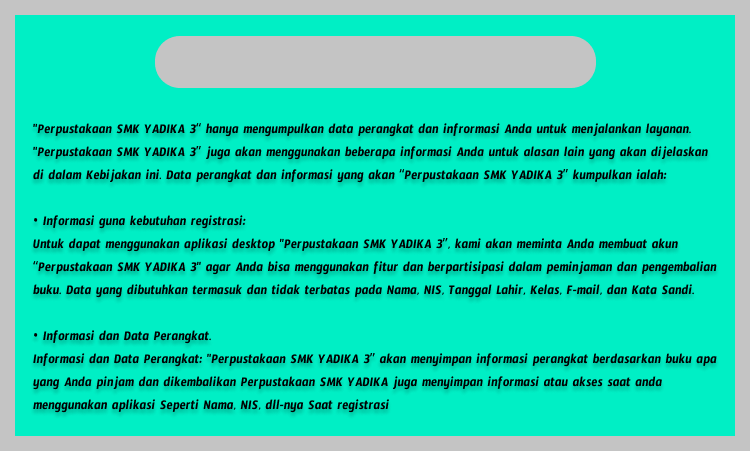 "Perpustakaan SMK YADIKA 3" hanya mengumpulkan data perangkat dan infrormasi Anda untuk menjalankan layanan.
"Perpustakaan SMK YADIKA 3" juga akan menggunakan beberapa informasi Anda untuk alasan lain yang akan dijelaskan
di dalam Kebijakan ini. Data perangkat dan informasi yang akan "Perpustakaan SMK YADIKA 3" kumpulkan ialah:
• Informasi guna kebutuhan registrasi:
Untuk dapat menggunakan aplikasi desktop "Perpustakaan SMK YADIKA 3", kami akan meminta Anda membuat akun
"Perpustakaan SMK YADIKA 3" agar Anda bisa menggunakan fitur dan berpartisipasi dalam peminjaman dan pengembalian
buku. Data yang dibutuhkan termasuk dan tidak terbatas pada Nama, NIS, Tanggal Lahir, Kelas, E-mail, dan Kata Sandi.
• Informasi dan Data Perangkat.
Informasi dan Data Perangkat: "Perpustakaan SMK YADIKA 3" akan menyimpan informasi perangkat berdasarkan buku apa
yang Anda pinjam dan dikembalikan Perpustakaan SMK YADIKA juga menyimpan informasi atau akses saat anda
menggunakan aplikasi Seperti Nama, NIS, dll-nya Saat registrasi